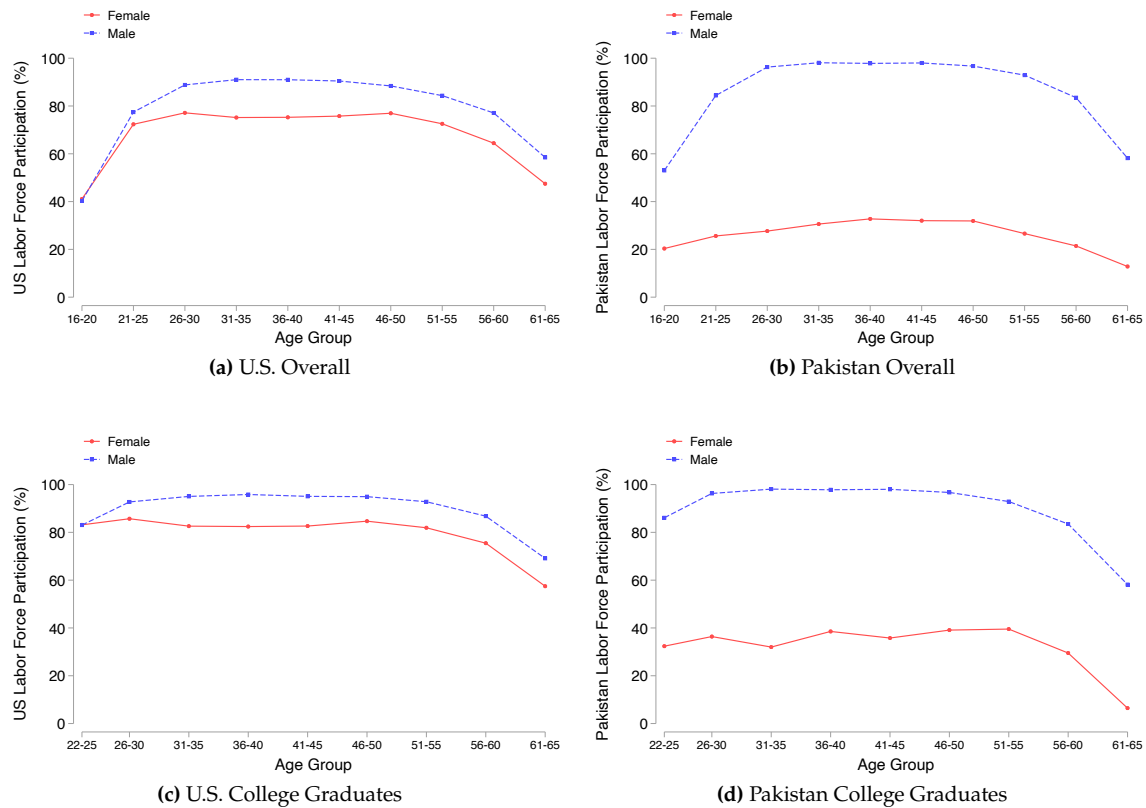 Female
Male
US Labor Force Participation (%)
100
80
60
40
20
0
16-20 21-25 26-30 31-35 36-40 41-45 46-50 51-55 56-60 61-65
Age Group
(a) U.S. Overall
Female
Male
Pakistan Labor Force Participation (%)
100
80
60
40
20
0
16-20 21-25 26-30 31-35 36-40 41-45 46-50 51-55 56-60 61-65
Age Group
(b) Pakistan Overall
Female
Male
US Labor Force Participation (%)
100
80
60
40
20
0
22-25 26-30 31-35 36-40 41-45 46-50 51-55 56-60 61-65
Age Group
(c) U.S. College Graduates
Female
Male
Pakistan Labor Force Participation (%)
100
80
60
40
20
0
22-25 26-30 31-35 36-40 41-45 46-50 51-55 56-60 61-65
Age Group
(d) Pakistan College Graduates